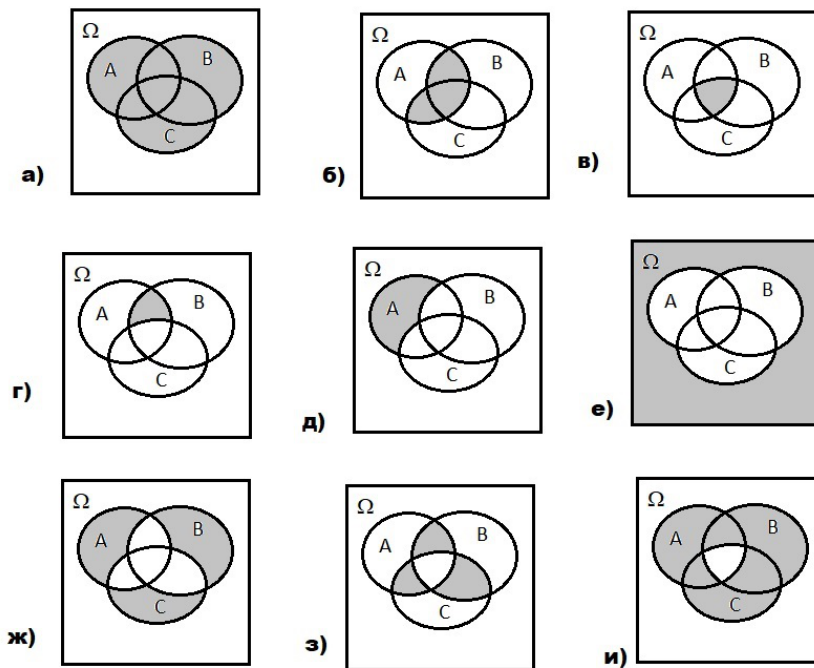 Ω A B C
а)
Ω A B C
б)
Ω A B C
в)
Ω A B C
г)
Ω A B C
д)
Ω A B C
е)
Ω A B C
ж)
Ω A B C
з)
Ω A B C
и)